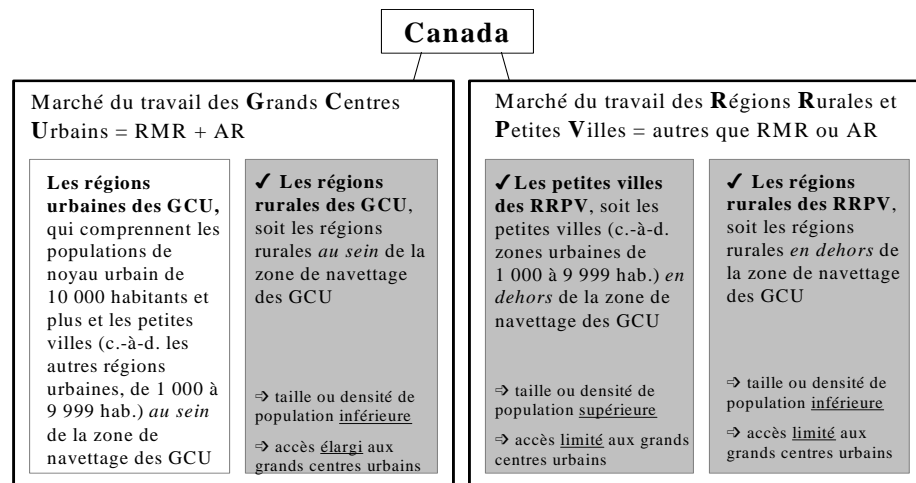 Canada
Marché du travail des Grands Centres
Urbains = RMR + AR
Les régions
urbaines des GCU,
qui comprennent les
populations de
noyau urbain de
10 000 habitants et
plus et les petites
villes (c.-à-d. les
autres régions
urbaines, de 1 000 à
9 999 hab.) au sein
de la zone de
navettage des GCU
✓ Les régions
rurales des GCU,
soit les régions
rurales au sein de la
zone de navettage
des GCU
⇨ taille ou densité de
population inférieure
⇨ accès élargi aux
grands centres urbains
Marché du travail des Régions Rurales et
Petites Villes = autres que RMR ou AR
✓Les petites villes
des RRPV, soit les
petites villes (c.-à-d.
zones urbaines de
1 000 à 9 999 hab.) en
dehors de la zone de
navettage des GCU
⇨ taille ou densité de
population supérieure
⇨ accès limité aux grands
centres urbains
✓ Les régions
rurales des RRPV,
soit les régions
rurales en dehors de
la zone de navettage
des GCU
⇨ taille ou densité de
population inférieure
⇨ accès limité aux
grands centres urbains